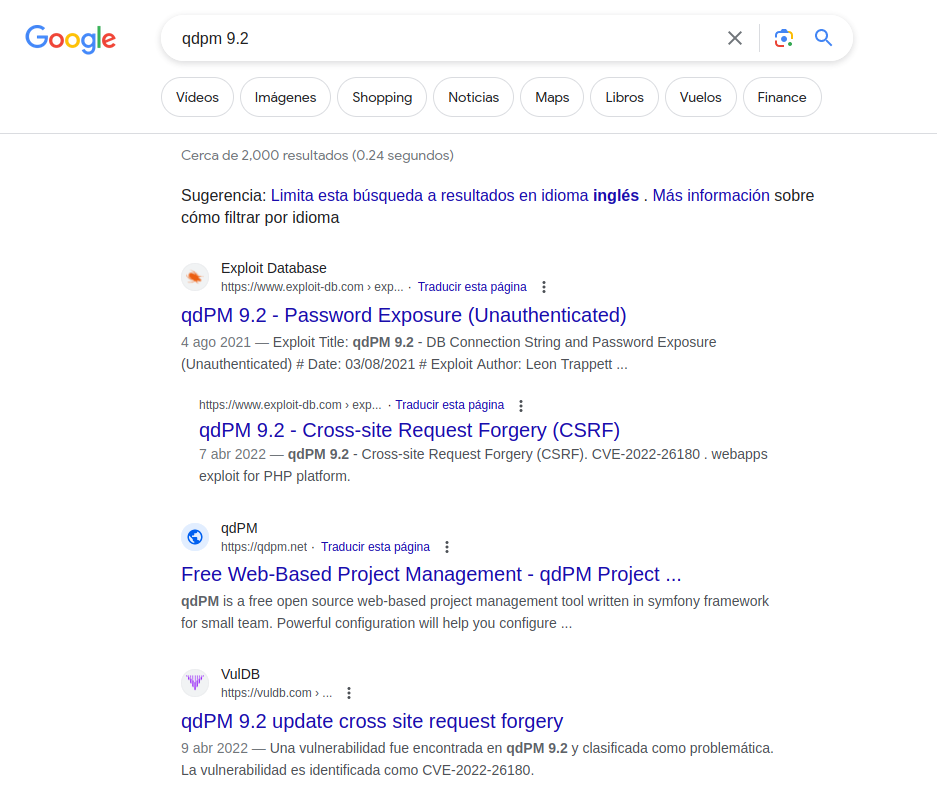 Google
qdpm 9.2
Vídeos Imágenes Shopping Noticias Maps Libros Vuelos Finance
Cerca de 2,000 resultados (0.24 segundos)
Sugerencia: Limita esta búsqueda a resultados en idioma inglés . Más información sobre
cómo filtrar por idioma
Exploit Database
https://www.exploit-db.com › exp... · Traducir esta página
qdPM 9.2 - Password Exposure (Unauthenticated)
4 ago 2021 — Exploit Title: qdPM 9.2 - DB Connection String and Password Exposure
(Unauthenticated) # Date: 03/08/2021 # Exploit Author: Leon Trappett ...
https://www.exploit-db.com › exp... · Traducir esta página
qdPM 9.2 - Cross-site Request Forgery (CSRF)
7 abr 2022 — qdPM 9.2 - Cross-site Request Forgery (CSRF). CVE-2022-26180 . webapps
exploit for PHP platform.
qdPM
https://qdpm.net · Traducir esta página
Free Web-Based Project Management - qdPM Project ...
qdPM is a free open source web-based project management tool written in symfony framework
for small team. Powerful configuration will help you configure ...
VulDB
https://vuldb.com › ...
qdPM 9.2 update cross site request forgery
9 abr 2022 — Una vulnerabilidad fue encontrada en qdPM 9.2 y clasificada como problemática.
La vulnerabilidad es identificada como CVE-2022-26180.